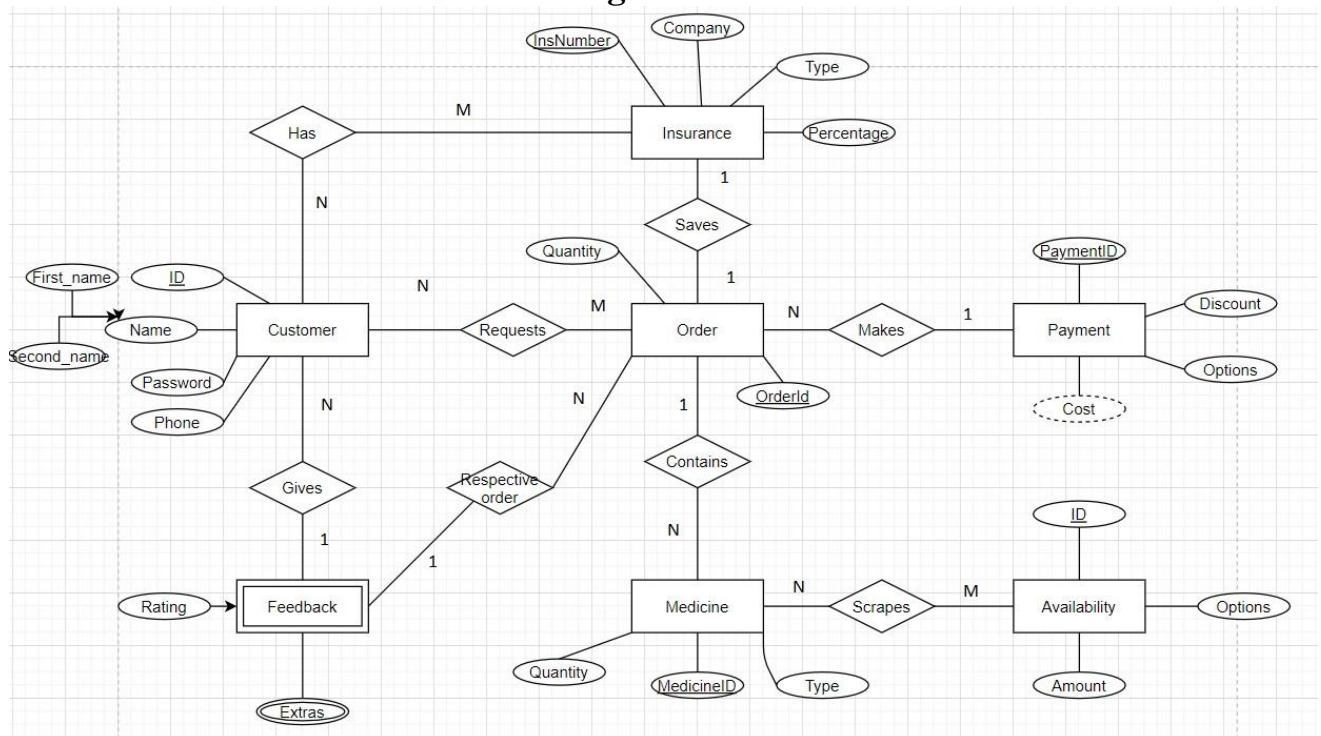 InsNumber
Company
Type
Has
M
Insurance
Percentage
1
N
Saves
Quantity
PaymentID
First_name
ID
N
1
Discount
M
N
1
Name
Customer
Requests
Order
Makes
Payment
Second_name
Password
Options
OrderId
Cost
Phone
N
N
1
Contains
Gives
Respective
order
ID
N
1
1
N
M
Rating
Feedback
Medicine
Scrapes
Availability
Options
Quantity
MedicineID
Type
Amount
Extras